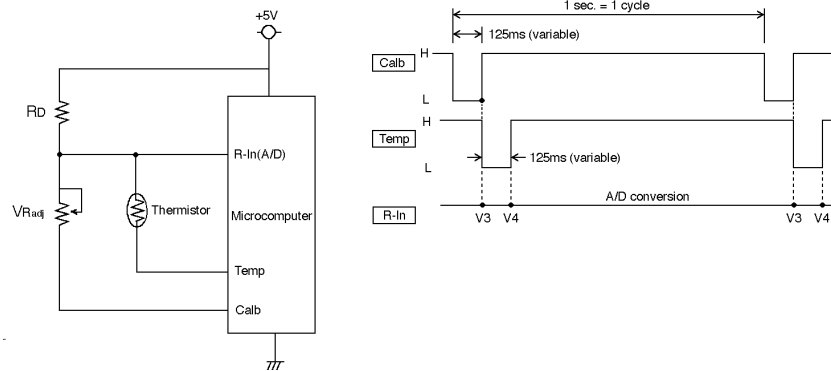 +5V
RD
R-In(A/D)
VRadj
Thermistor
Microcomputer
Temp
Calb
1 sec. = 1 cycle
125ms (variable)
Calb
H
L
Temp
H
L
125ms (variable)
A/D conversion
R-In
V3 V4 V3 V4